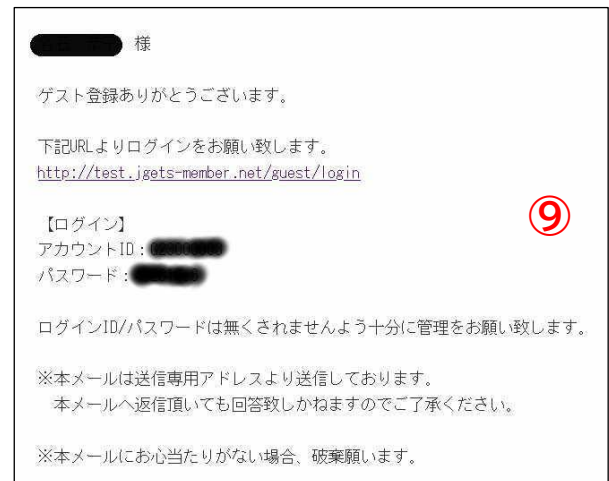 様
ゲスト登録ありがとうございます。
下記URLよりログインをお願い致します。
http://test.jgets-member.net/guest/login
⑨
【ログイン】
アカウントID：
パスワード：
ログインID/パスワードは無くされませんよう十分に管理をお願い致します。
※本メールは送信専用アドレスより送信しております。
本メールへ返信頂いても回答致しかねますのでご了承ください。
※本メールにお心当たりがない場合、破棄願います。